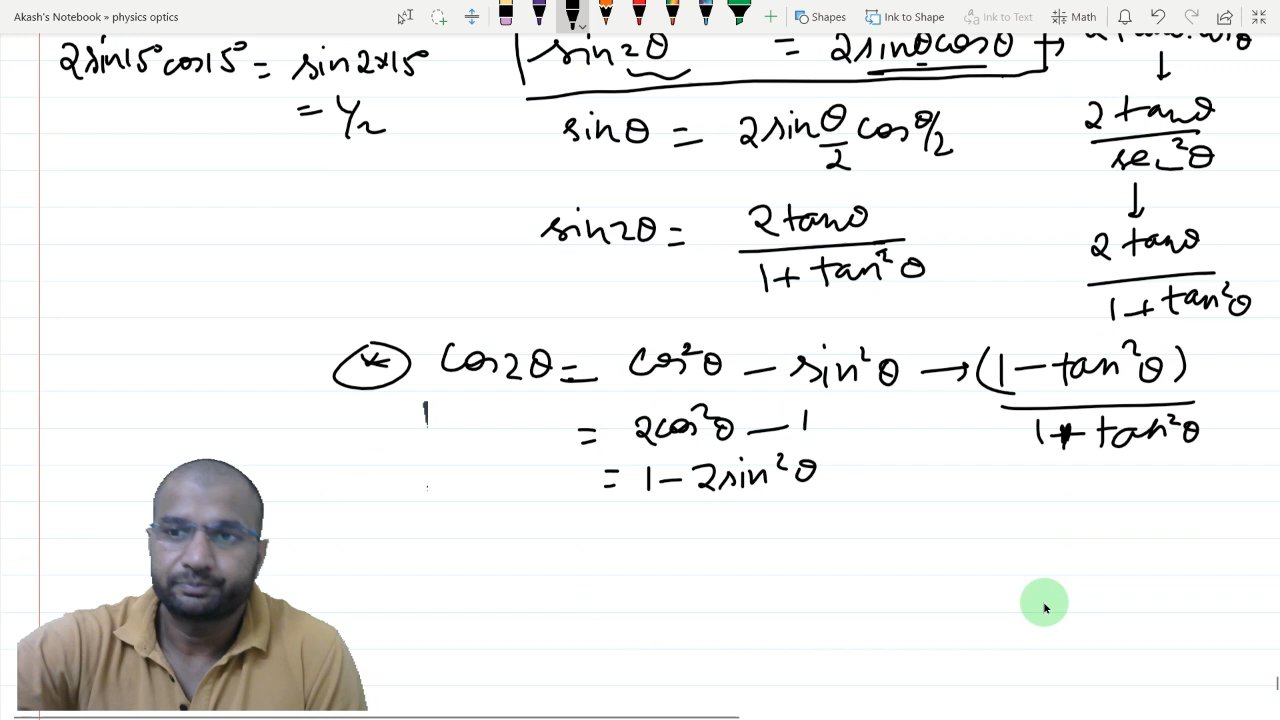 Akash's Notebook » physics optics
Shapes Ink to Shape Ink to Text Math
2sin15° cos15° = sin2×15°
= 1/2
sin2θ = 2sinθcosθ →
↓
2tanθ / sec²θ
↓
2tanθ / 1+tan²θ
sinθ = 2sin θ/2 cos θ/2
sin2θ = 2tanθ / 1+tan²θ
* cos2θ = cos²θ − sin²θ → (1−tan²θ) / 1+tan²θ
= 2cos²θ − 1
= 1−2sin²θ